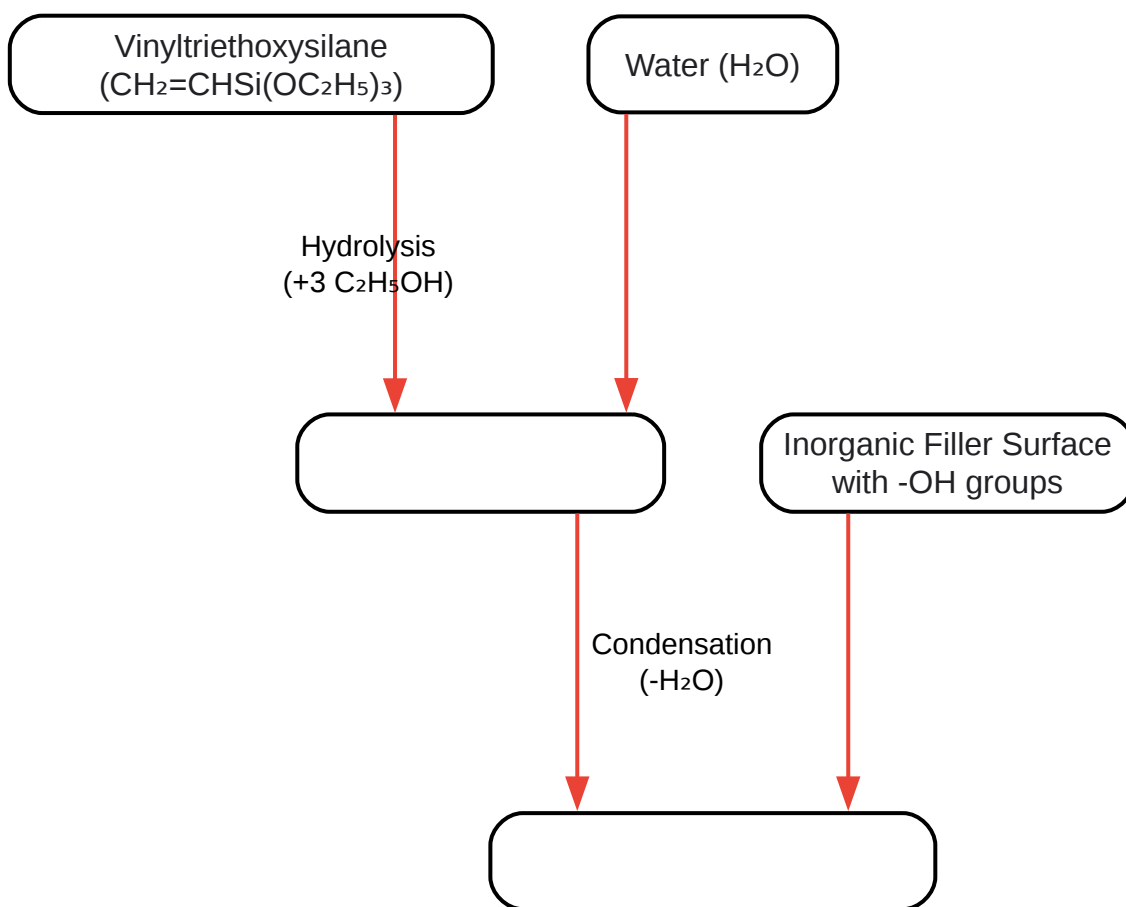 Vinyltriethoxysilane
(CH₂=CHSi(OC₂H₅)₃)
Water (H₂O)
Hydrolysis
(+3 C₂H₅OH)
Inorganic Filler Surface
with -OH groups
Condensation
(-H₂O)